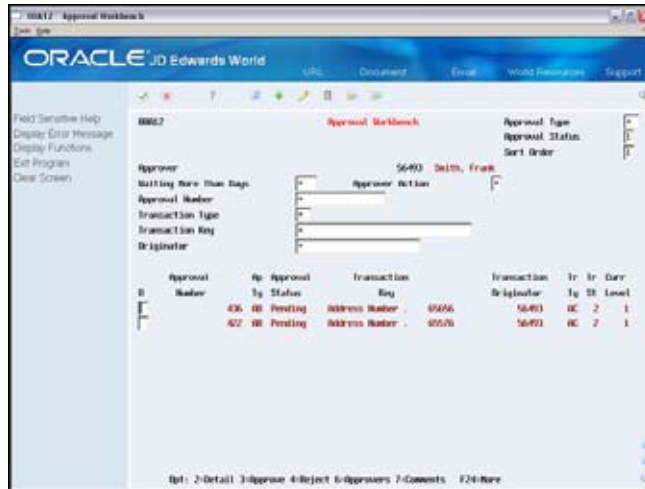 00A12 Approval Workbench
ORACLE JD Edwards World
URL Document Email World Resources Support
Field Sensitive Help
Display Error Message
Display Functions
Exit Program
Clear Screen
00A12 Approval Workbench Approval Type *
Approval Status
Sort Order
Approver 56493 Smith, Frank
Waiting More Than Days * Approver Action *
Approval Number *
Transaction Type *
Transaction Key *
Originator *
Approval Ap Approval Transaction Transaction Tr Tr Curr
O Number Ty Status Key Originator Ty St Level
436 AB Pending Address Number . 65656 56493 AC 2 1
422 AB Pending Address Number . 65576 56493 AC 2 1
Opt: 2=Detail 3=Approve 4=Reject 6=Approvers 7=Comments F24=More